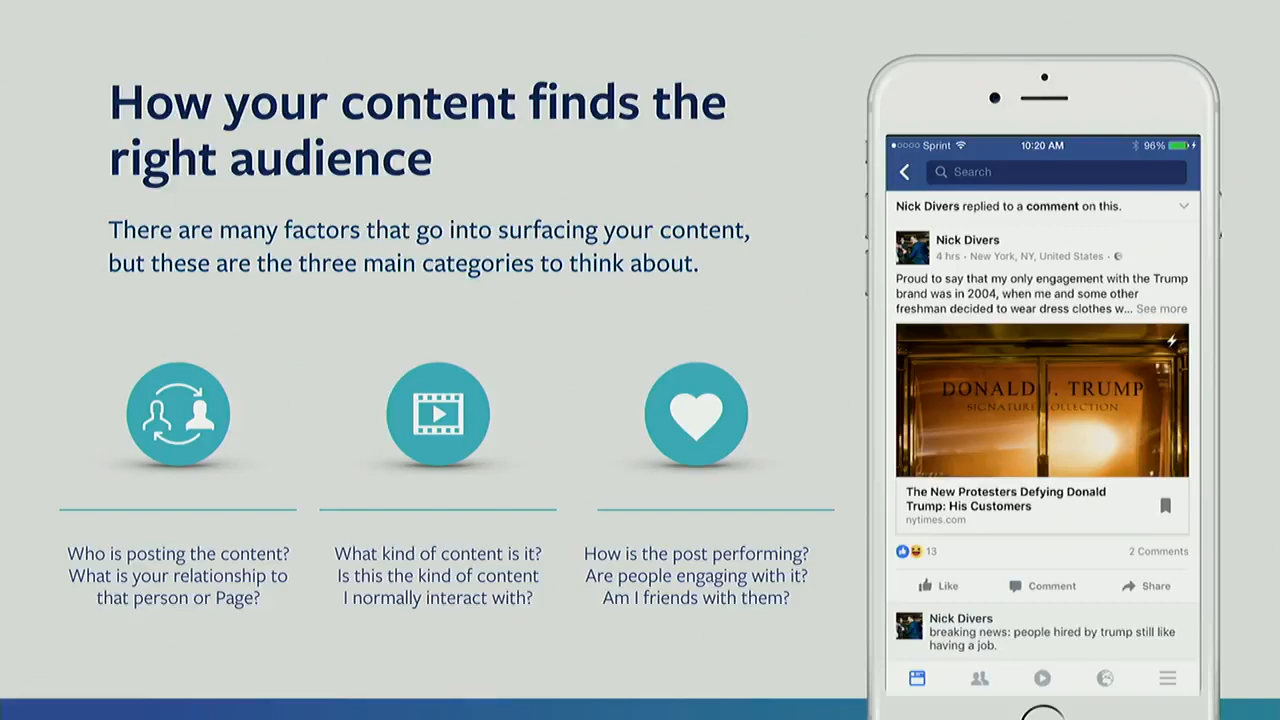 How your content finds the
right audience
There are many factors that go into surfacing your content,
but these are the three main categories to think about.
Who is posting the content?
What is your relationship to
that person or Page?
What kind of content is it?
Is this the kind of content
I normally interact with?
How is the post performing?
Are people engaging with it?
Am I friends with them?
Sprint 10:20 AM 96%
Search
Nick Divers replied to a comment on this.
Nick Divers
4 hrs · New York, NY, United States ·
Proud to say that my only engagement with the Trump
brand was in 2004, when me and some other
freshman decided to wear dress clothes w... See more
DONALD J. TRUMP
SIGNATURE COLLECTION
The New Protesters Defying Donald
Trump: His Customers
nytimes.com
13 2 Comments
Like Comment Share
Nick Divers
breaking news: people hired by trump still like
having a job.